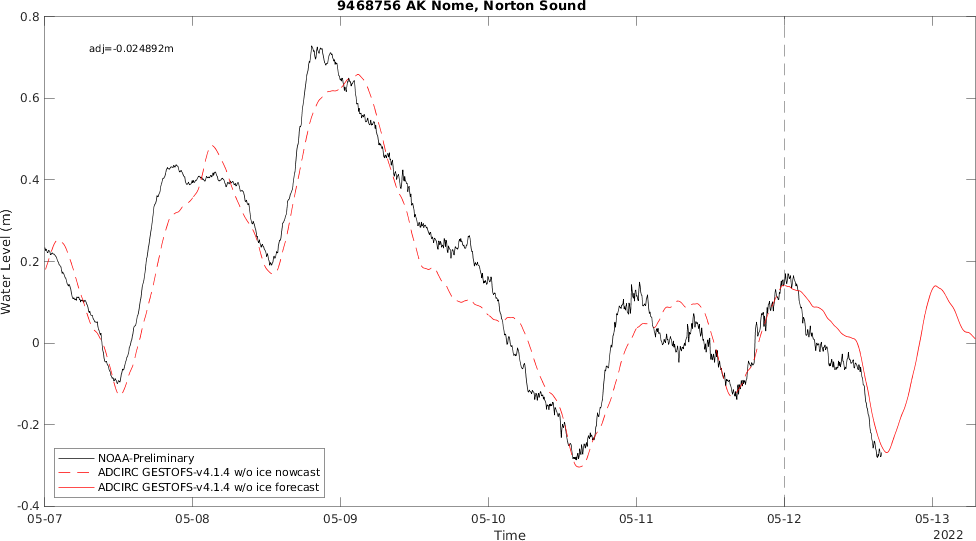 9468756 AK Nome, Norton Sound
adj=-0.024892m
0.8
0.6
0.4
0.2
0
-0.2
-0.4
Water Level (m)
NOAA-Preliminary
ADCIRC GESTOFS-v4.1.4 w/o ice nowcast
ADCIRC GESTOFS-v4.1.4 w/o ice forecast
05-07 05-08 05-09 05-10 05-11 05-12 05-13
Time
2022